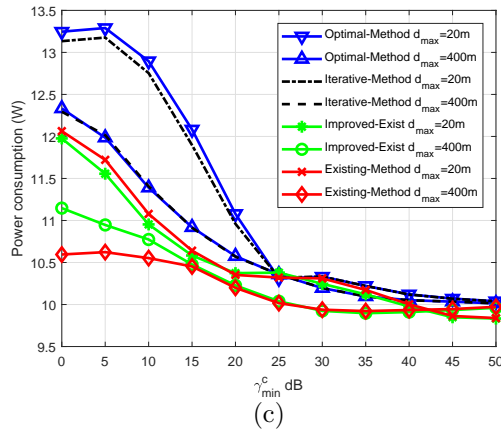 13.5
13
12.5
12
11.5
11
10.5
10
9.5
Power consumption (W)
Optimal-Method d_max=20m
Optimal-Method d_max=400m
Iterative-Method d_max=20m
Iterative-Method d_max=400m
Improved-Exist d_max=20m
Improved-Exist d_max=400m
Existing-Method d_max=20m
Existing-Method d_max=400m
0 5 10 15 20 25 30 35 40 45 50
γ^c_min dB
(c)